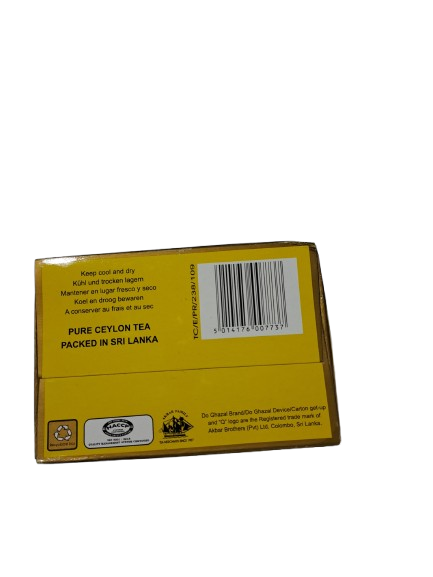 Keep cool and dry
Kühl und trocken lagern
Mantener en lugar fresco y seco
Koel en droog bewaren
A conserver au frais et au sec
PURE CEYLON TEA
PACKED IN SRI LANKA
TC/E/PR/238/109
5 014176 007737
HACCP
Do Ghazal Brand/Do Ghazal Device/Carton get-up
and "G" logo are the Registered trade mark of
Akbar Brothers (Pvt) Ltd, Colombo, Sri Lanka.